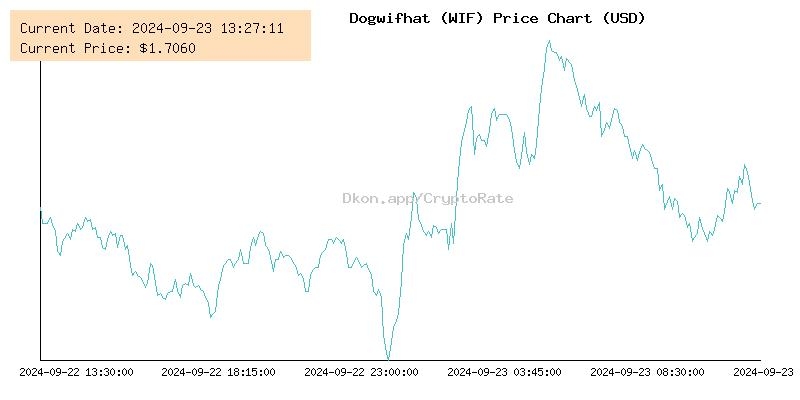 Dogwifhat (WIF) Price Chart (USD)
Current Date: 2024-09-23 13:27:11
Current Price: $1.7060
Dkon.app/CryptoRate
2024-09-22 13:30:00 2024-09-22 18:15:00 2024-09-22 23:00:00 2024-09-23 03:45:00 2024-09-23 08:30:00 2024-09-23